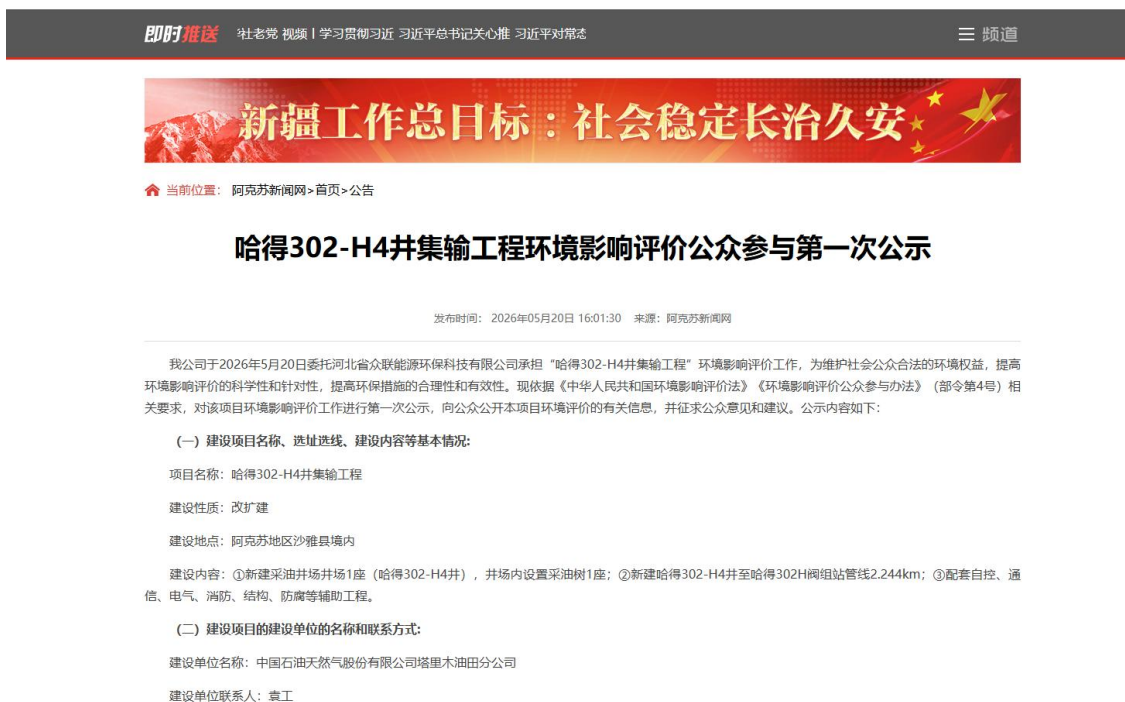 即时推送 社老党 视频丨学习贯彻习近 习近平总书记关心推 习近平对常态 频道
新疆工作总目标：社会稳定长治久安
当前位置： 阿克苏新闻网>首页>公告
哈得302-H4井集输工程环境影响评价公众参与第一次公示
发布时间： 2026年05月20日 16:01:30 来源：阿克苏新闻网
我公司于2026年5月20日委托河北省众联能源环保科技有限公司承担“哈得302-H4井集输工程”环境影响评价工作，为维护社会公众合法的环境权益，提高
环境影响评价的科学性和针对性，提高环保措施的合理性和有效性。现依据《中华人民共和国环境影响评价法》《环境影响评价公众参与办法》（部令第4号）相
关要求，对该项目环境影响评价工作进行第一次公示，向公众公开本项目环境评价的有关信息，并征求公众意见和建议。公示内容如下：
（一）建设项目名称、选址选线、建设内容等基本情况:
项目名称：哈得302-H4井集输工程
建设性质：改扩建
建设地点：阿克苏地区沙雅县境内
建设内容：①新建采油井场井场1座（哈得302-H4井），井场内设置采油树1座；②新建哈得302-H4井至哈得302H阀组站管线2.244km；③配套自控、通
信、电气、消防、结构、防腐等辅助工程。
（二）建设项目的建设单位的名称和联系方式:
建设单位名称：中国石油天然气股份有限公司塔里木油田分公司
建设单位联系人：袁工